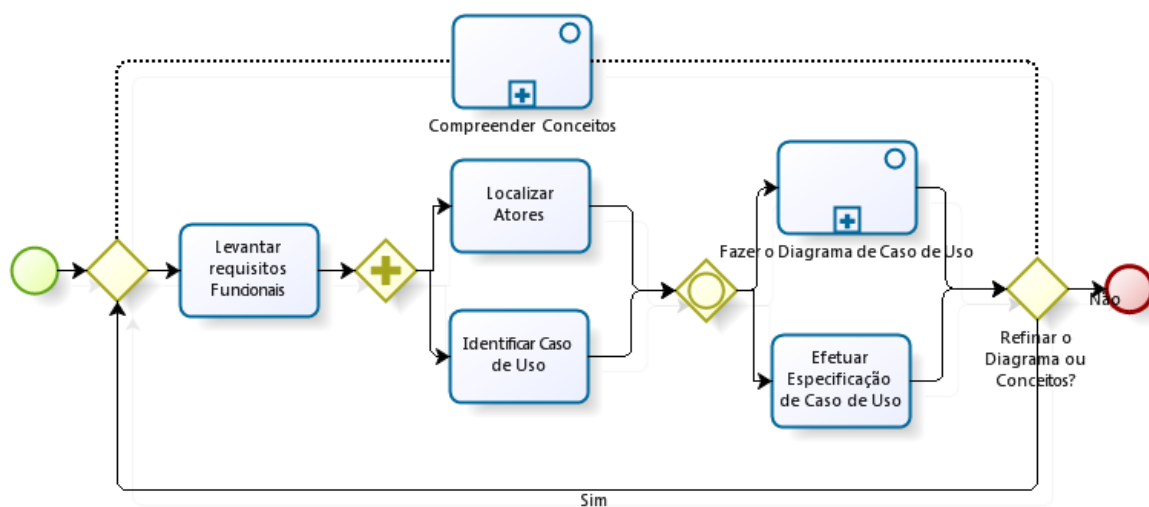 Compreender Conceitos
Localizar
Atores
Levantar
requisitos
Funcionais
Fazer o Diagrama de Caso de Uso
Não
Identificar Caso
de Uso
Efetuar
Especificação
de Caso de Uso
Refinar o
Diagrama ou
Conceitos?
Sim